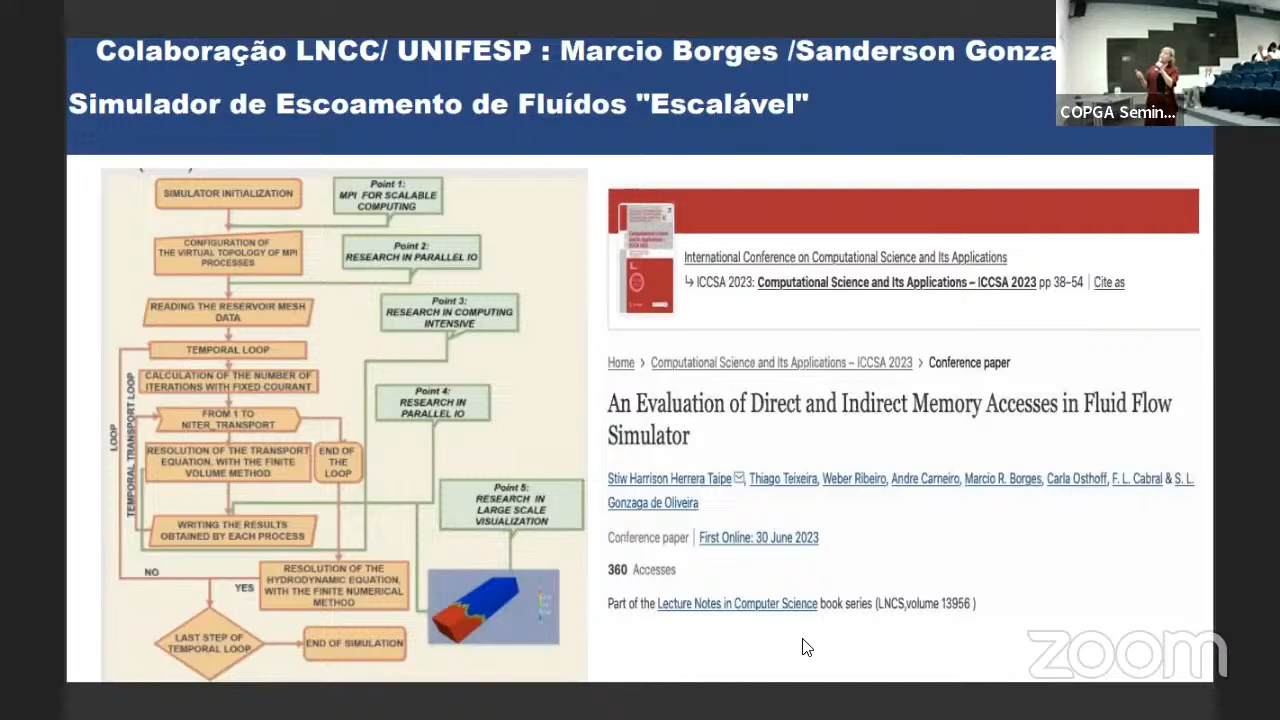 Colaboração LNCC/ UNIFESP : Marcio Borges /Sanderson Gonza
Simulador de Escoamento de Fluídos "Escalável"
COPGA Semin...
SIMULATOR INITIALIZATION
Point 1:
MPI FOR SCALABLE
COMPUTING
CONFIGURATION OF
THE VIRTUAL TOPOLOGY OF MPI
PROCESSES
Point 2:
RESEARCH IN PARALLEL IO
READING THE RESERVOIR MESH
DATA
Point 3:
RESEARCH IN COMPUTING
INTENSIVE
TEMPORAL LOOP
CALCULATION OF THE NUMBER OF
ITERATIONS WITH FIXED COURANT
Point 4:
RESEARCH IN
PARALLEL IO
FROM 1 TO
NITER_TRANSPORT
LOOP
TEMPORAL TRANSPORT LOOP
RESOLUTION OF THE TRANSPORT
EQUATION, WITH THE FINITE
VOLUME METHOD
END OF
THE
LOOP
Point 5:
RESEARCH IN
LARGE SCALE
VISUALIZATION
WRITING THE RESULTS
OBTAINED BY EACH PROCESS
NO
YES
RESOLUTION OF THE
HYDRODYNAMIC EQUATION,
WITH THE FINITE NUMERICAL
METHOD
LAST STEP OF
TEMPORAL LOOP
END OF SIMULATION
International Conference on Computational Science and Its Applications
↳ ICCSA 2023: Computational Science and Its Applications – ICCSA 2023 pp 38–54 | Cite as
Home > Computational Science and Its Applications – ICCSA 2023 > Conference paper
An Evaluation of Direct and Indirect Memory Accesses in Fluid Flow
Simulator
Stiw Harrison Herrera Taipe, Thiago Teixeira, Weber Ribeiro, Andre Carneiro, Marcio R. Borges, Carla Osthoff, F. L. Cabral & S. L.
Gonzaga de Oliveira
Conference paper | First Online: 30 June 2023
360 Accesses
Part of the Lecture Notes in Computer Science book series (LNCS,volume 13956 )
zoom